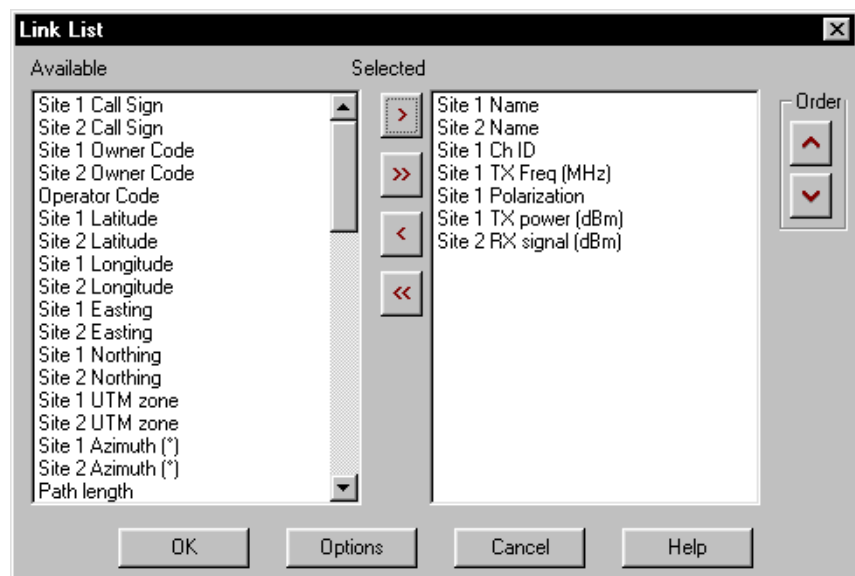 Link List
Available
Selected
Site 1 Call Sign
Site 2 Call Sign
Site 1 Owner Code
Site 2 Owner Code
Operator Code
Site 1 Latitude
Site 2 Latitude
Site 1 Longitude
Site 2 Longitude
Site 1 Easting
Site 2 Easting
Site 1 Northing
Site 2 Northing
Site 1 UTM zone
Site 2 UTM zone
Site 1 Azimuth (°)
Site 2 Azimuth (°)
Path length
>
>>
<
<<
Site 1 Name
Site 2 Name
Site 1 Ch ID
Site 1 TX Freq (MHz)
Site 1 Polarization
Site 1 TX power (dBm)
Site 2 RX signal (dBm)
Order
OK
Options
Cancel
Help